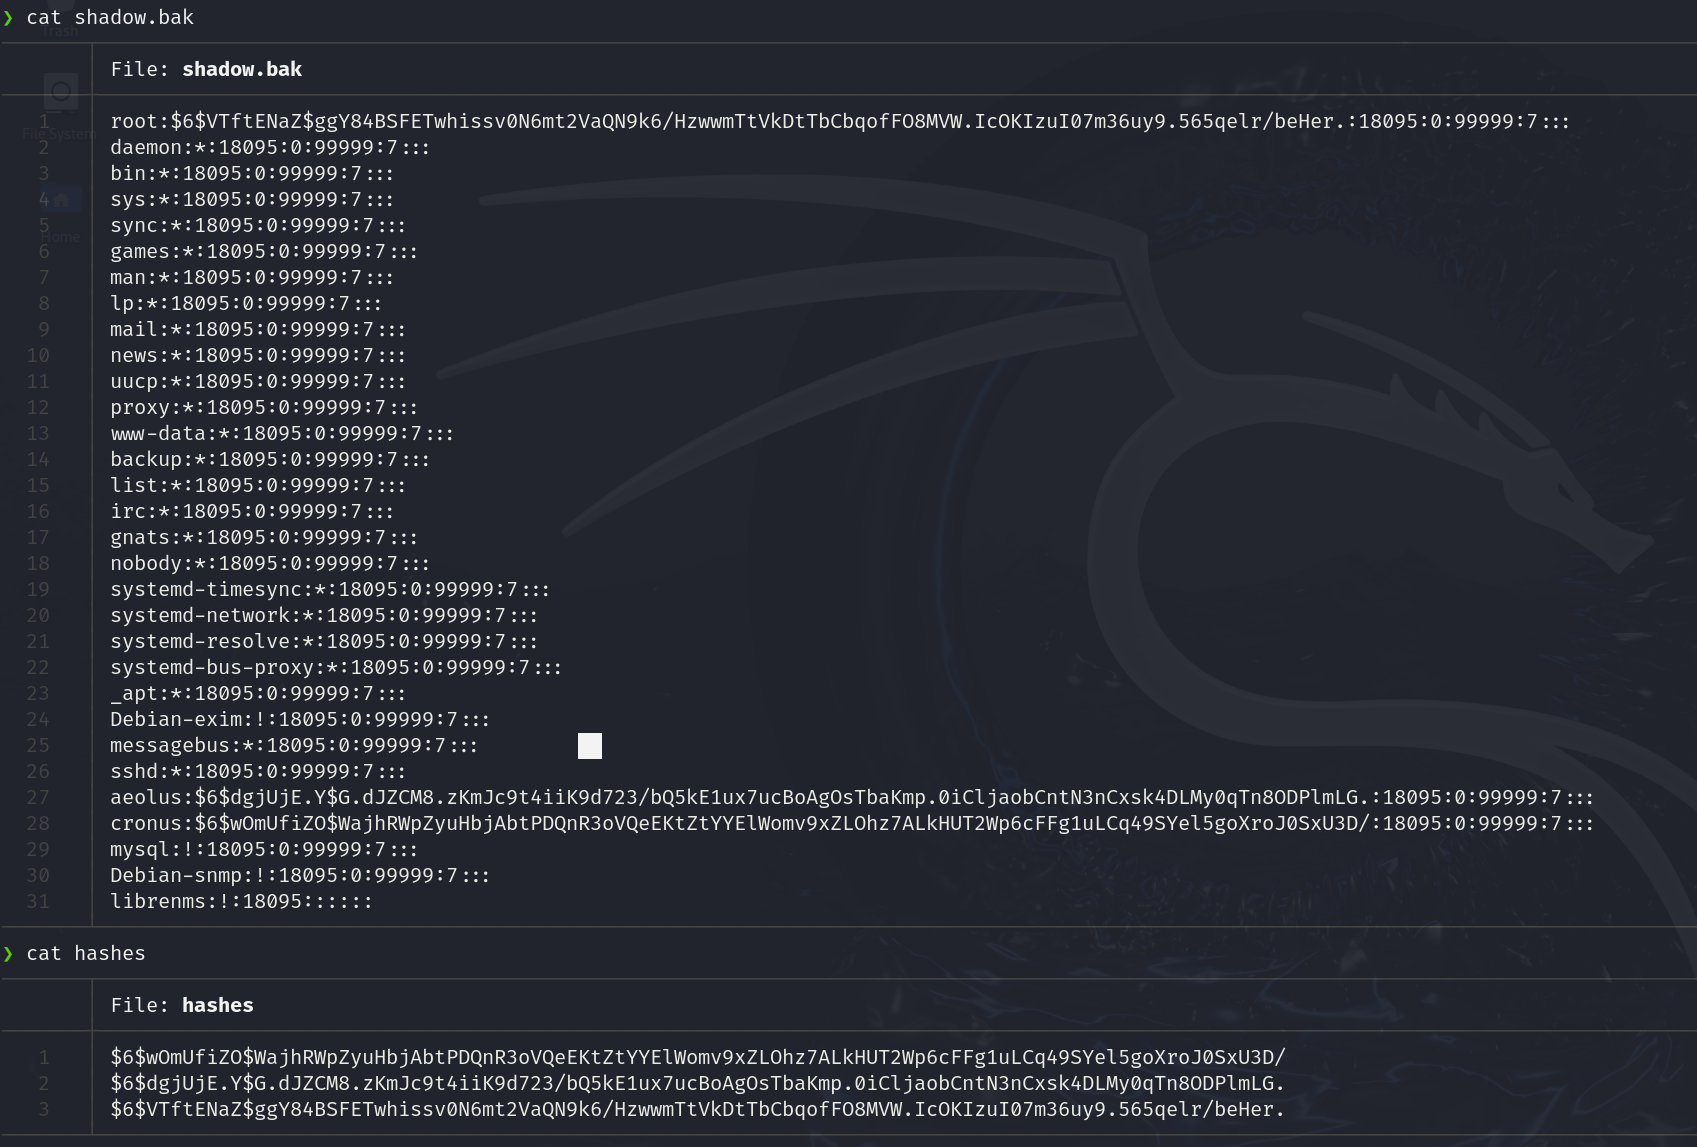 ❯ cat shadow.bak
Trash
File: shadow.bak
File System
1 root:$6$VTftENaZ$ggY84BSFETwhissv0N6mt2VaQN9k6/HzwwmTtVkDtTbCbqofFO8MVW.IcOKIzuI07m36uy9.565qelr/beHer.:18095:0:99999:7:::
2 daemon:*:18095:0:99999:7:::
3 bin:*:18095:0:99999:7:::
4 sys:*:18095:0:99999:7:::
5 sync:*:18095:0:99999:7:::
Home
6 games:*:18095:0:99999:7:::
7 man:*:18095:0:99999:7:::
8 lp:*:18095:0:99999:7:::
9 mail:*:18095:0:99999:7:::
10 news:*:18095:0:99999:7:::
11 uucp:*:18095:0:99999:7:::
12 proxy:*:18095:0:99999:7:::
13 www-data:*:18095:0:99999:7:::
14 backup:*:18095:0:99999:7:::
15 list:*:18095:0:99999:7:::
16 irc:*:18095:0:99999:7:::
17 gnats:*:18095:0:99999:7:::
18 nobody:*:18095:0:99999:7:::
19 systemd-timesync:*:18095:0:99999:7:::
20 systemd-network:*:18095:0:99999:7:::
21 systemd-resolve:*:18095:0:99999:7:::
22 systemd-bus-proxy:*:18095:0:99999:7:::
23 _apt:*:18095:0:99999:7:::
24 Debian-exim:!:18095:0:99999:7:::
25 messagebus:*:18095:0:99999:7:::
26 sshd:*:18095:0:99999:7:::
27 aeolus:$6$dgjUjE.Y$G.dJZCM8.zKmJc9t4iiK9d723/bQ5kE1ux7ucBoAgOsTbaKmp.0iCljaobCntN3nCxsk4DLMy0qTn8ODPlmLG.:18095:0:99999:7:::
28 cronus:$6$wOmUfiZO$WajhRWpZyuHbjAbtPDQnR3oVQeEKtZtYYElWomv9xZLOhz7ALkHUT2Wp6cFFg1uLCq49SYel5goXroJ0SxU3D/:18095:0:99999:7:::
29 mysql:!:18095:0:99999:7:::
30 Debian-snmp:!:18095:0:99999:7:::
31 librenms:!:18095::::::
❯ cat hashes
File: hashes
1 $6$wOmUfiZO$WajhRWpZyuHbjAbtPDQnR3oVQeEKtZtYYElWomv9xZLOhz7ALkHUT2Wp6cFFg1uLCq49SYel5goXroJ0SxU3D/
2 $6$dgjUjE.Y$G.dJZCM8.zKmJc9t4iiK9d723/bQ5kE1ux7ucBoAgOsTbaKmp.0iCljaobCntN3nCxsk4DLMy0qTn8ODPlmLG.
3 $6$VTftENaZ$ggY84BSFETwhissv0N6mt2VaQN9k6/HzwwmTtVkDtTbCbqofFO8MVW.IcOKIzuI07m36uy9.565qelr/beHer.